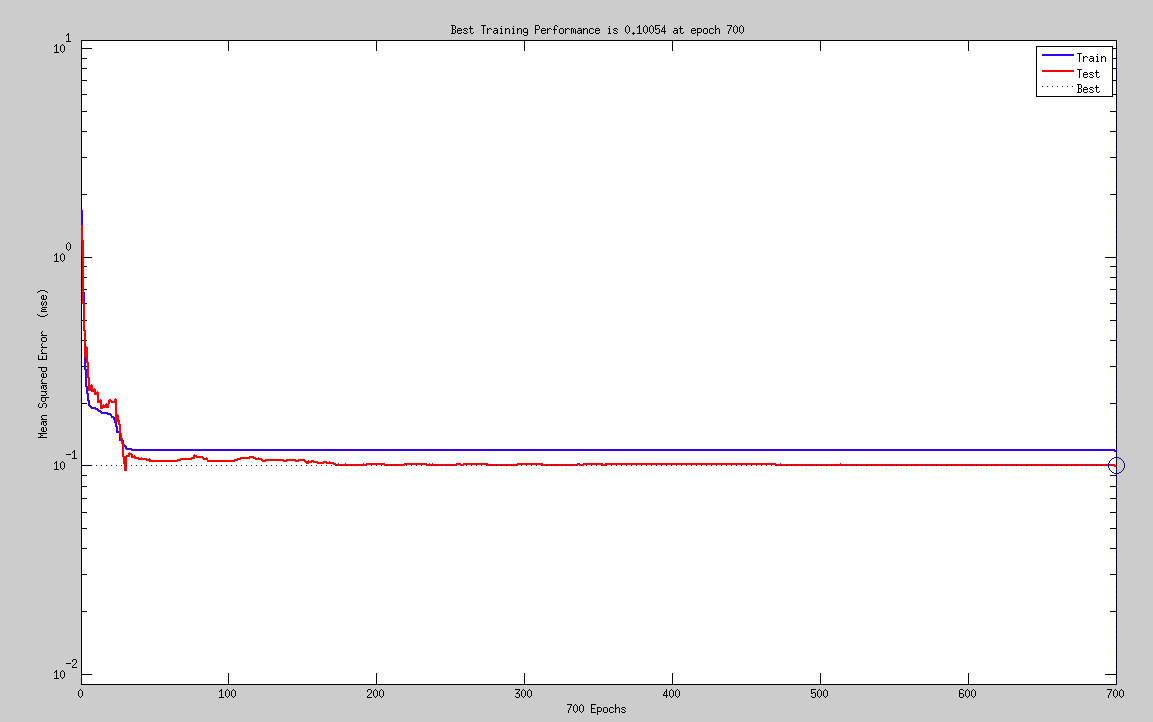 Best Training Performance is 0.10054 at epoch 700
10^1
10^0
10^-1
10^-2
Mean Squared Error (mse)
Train
Test
Best
0 100 200 300 400 500 600 700
700 Epochs